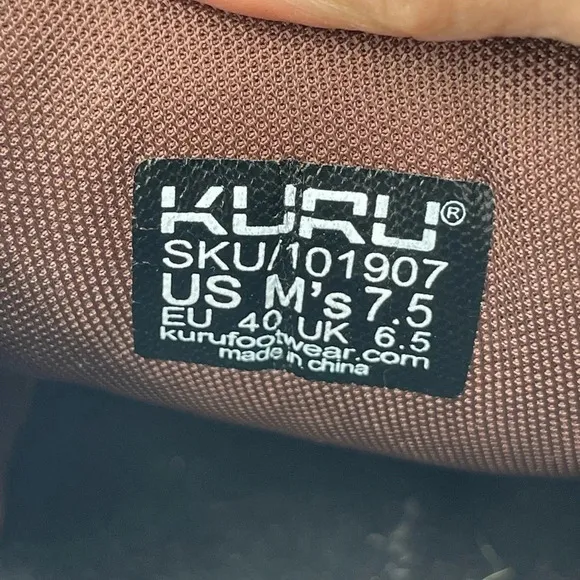 KURU®
SKU/101907
US M's 7.5
EU 40 UK 6.5
kurufootwear.com
made in china